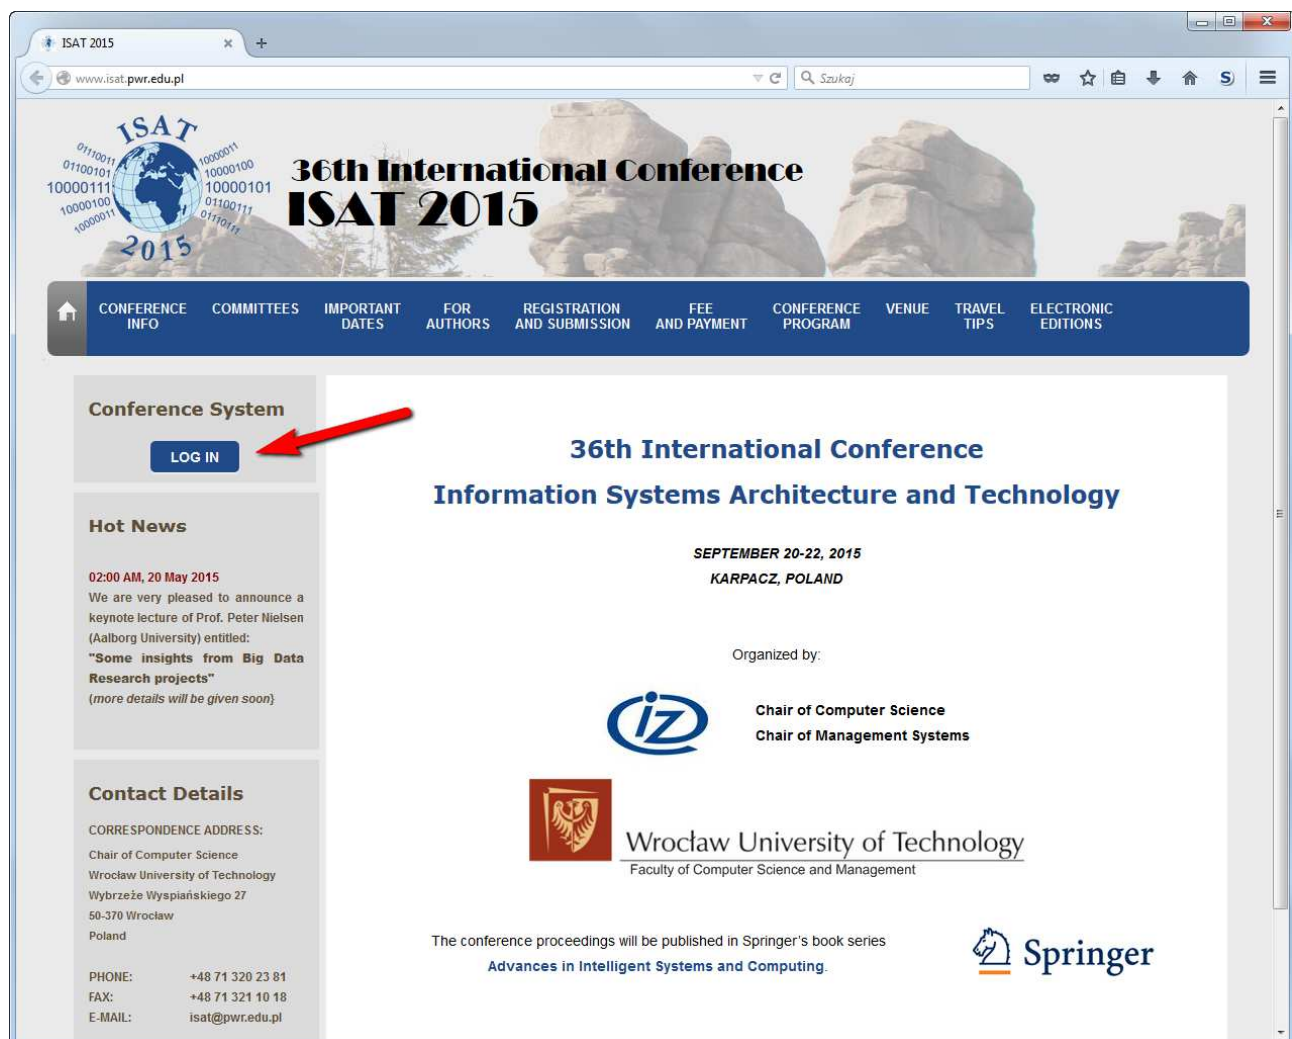 ISAT 2015
www.isat.pwr.edu.pl
Szukaj
S)
ISAT
01110011
01100101
10000111
10000100
10000011
10000011
10000100
10000101
01100111
01110111
2015
36th International Conference
ISAT 2015
CONFERENCE INFO
COMMITTEES
IMPORTANT DATES
FOR AUTHORS
REGISTRATION AND SUBMISSION
FEE AND PAYMENT
CONFERENCE PROGRAM
VENUE
TRAVEL TIPS
ELECTRONIC EDITIONS
Conference System
LOG IN
Hot News
02:00 AM, 20 May 2015
We are very pleased to announce a
keynote lecture of Prof. Peter Nielsen
(Aalborg University) entitled:
"Some insights from Big Data
Research projects"
(more details will be given soon}
Contact Details
CORRESPONDENCE ADDRESS:
Chair of Computer Science
Wrocław University of Technology
Wybrzeże Wyspiańskiego 27
50-370 Wrocław
Poland
PHONE: +48 71 320 23 81
FAX: +48 71 321 10 18
E-MAIL: isat@pwr.edu.pl
36th International Conference
Information Systems Architecture and Technology
SEPTEMBER 20-22, 2015
KARPACZ, POLAND
Organized by:
iz
Chair of Computer Science
Chair of Management Systems
Wrocław University of Technology
Faculty of Computer Science and Management
The conference proceedings will be published in Springer's book series
Advances in Intelligent Systems and Computing.
Springer